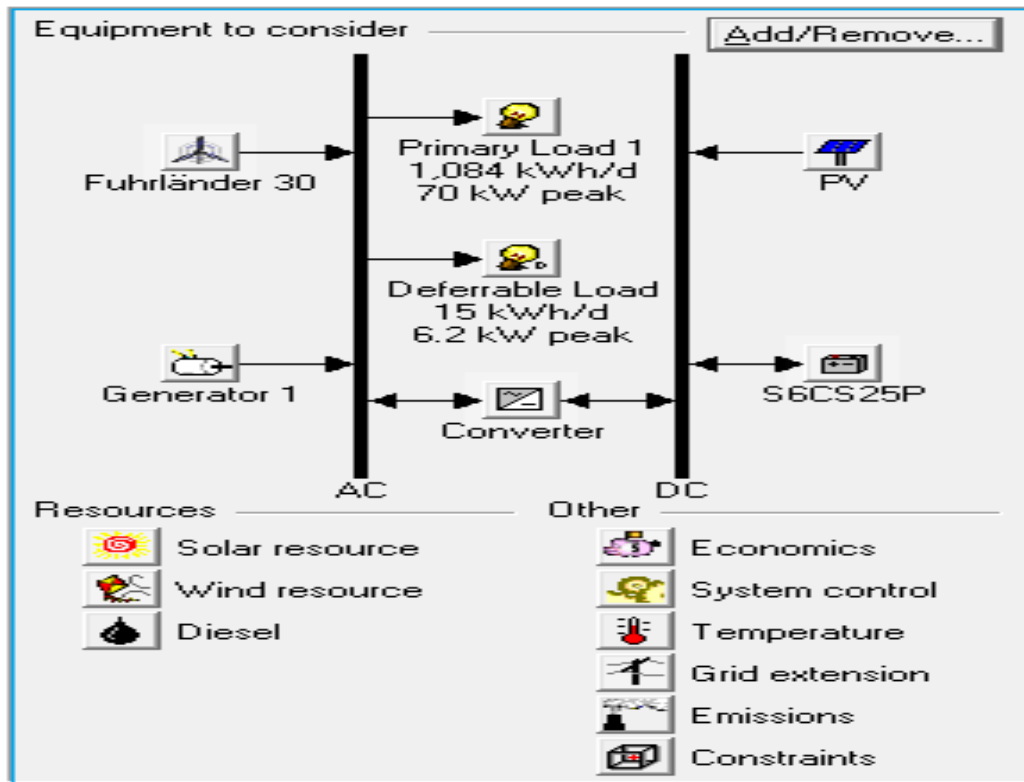 Equipment to consider
Add/Remove...
Fuhrländer 30
Primary Load 1
1,084 kWh/d
70 kW peak
PV
Deferrable Load
15 kWh/d
6.2 kW peak
Generator 1
Converter
S6CS25P
AC
DC
Resources
Solar resource
Wind resource
Diesel
Other
Economics
System control
Temperature
Grid extension
Emissions
Constraints